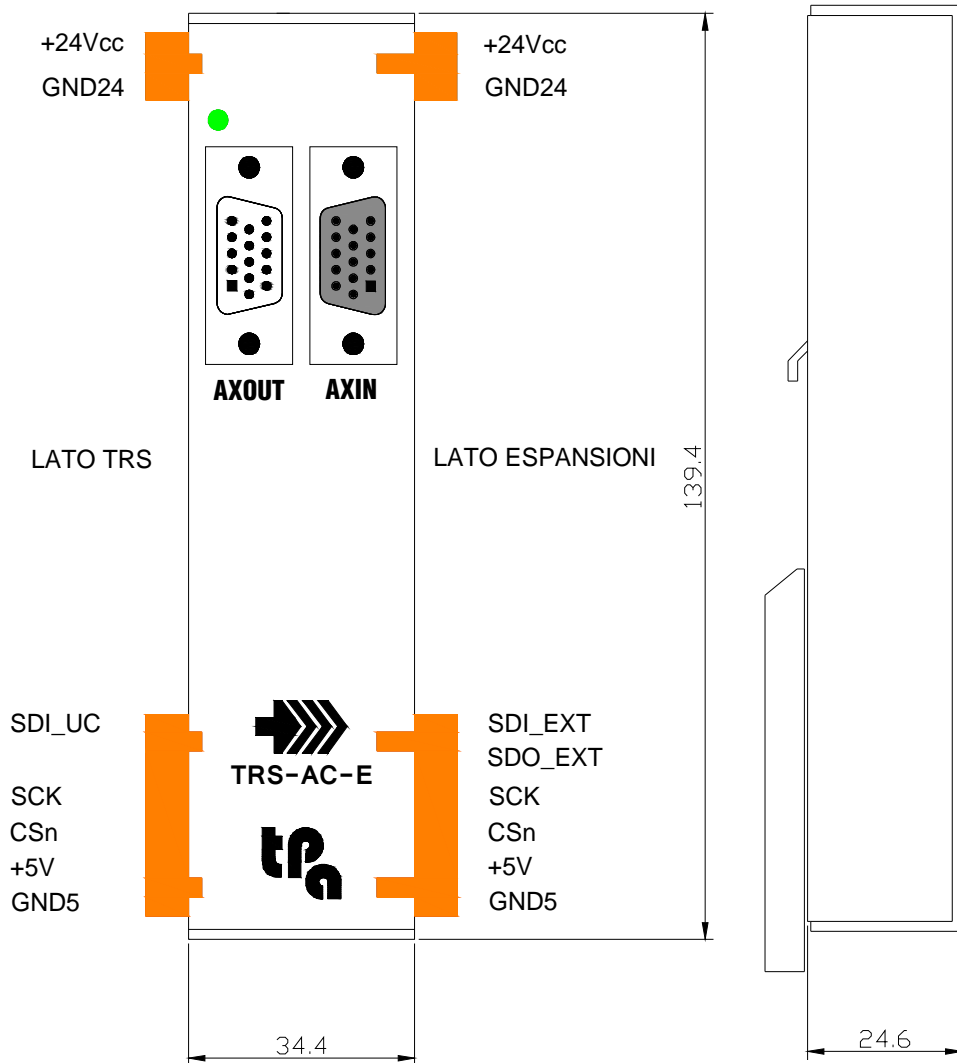 +24Vcc
GND24
+24Vcc
GND24
AXOUT
AXIN
LATO TRS
LATO ESPANSIONI
139.4
SDI_UC
SCK
CSn
+5V
GND5
TRS-AC-E
tpa
SDI_EXT
SDO_EXT
SCK
CSn
+5V
GND5
34.4
24.6